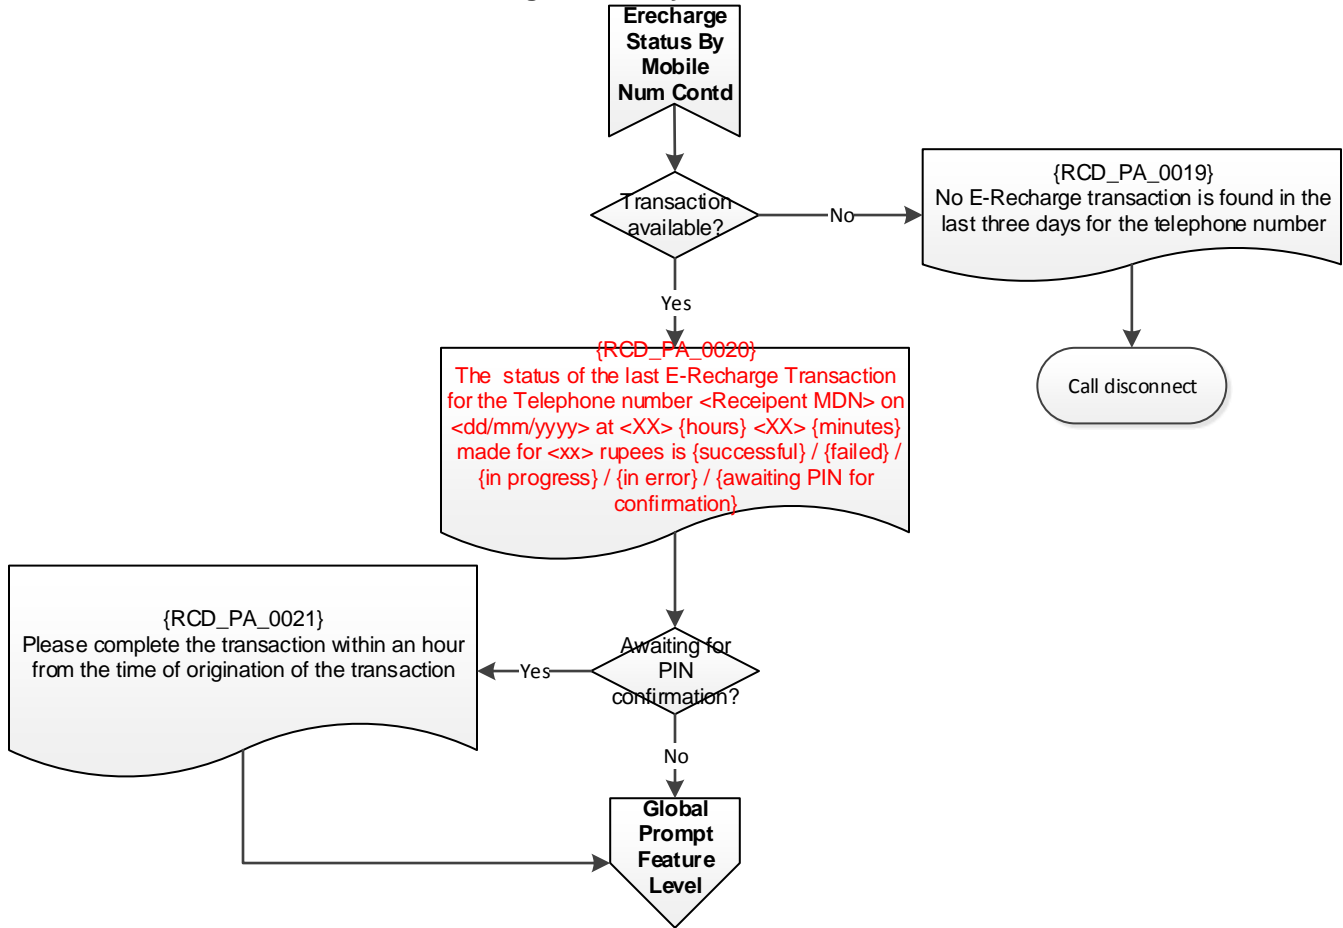 Erecharge
Status By
Mobile
Num Contd
Transaction
available?
No
{RCD_PA_0019}
No E-Recharge transaction is found in the
last three days for the telephone number
Call disconnect
Yes
{RCD_PA_0020}
The status of the last E-Recharge Transaction
for the Telephone number <Receipent MDN> on
<dd/mm/yyyy> at <XX> {hours} <XX> {minutes}
made for <xx> rupees is {successful} / {failed} /
{in progress} / {in error} / {awaiting PIN for
confirmation}
Awaiting for
PIN
confirmation?
Yes
{RCD_PA_0021}
Please complete the transaction within an hour
from the time of origination of the transaction
No
Global
Prompt
Feature
Level